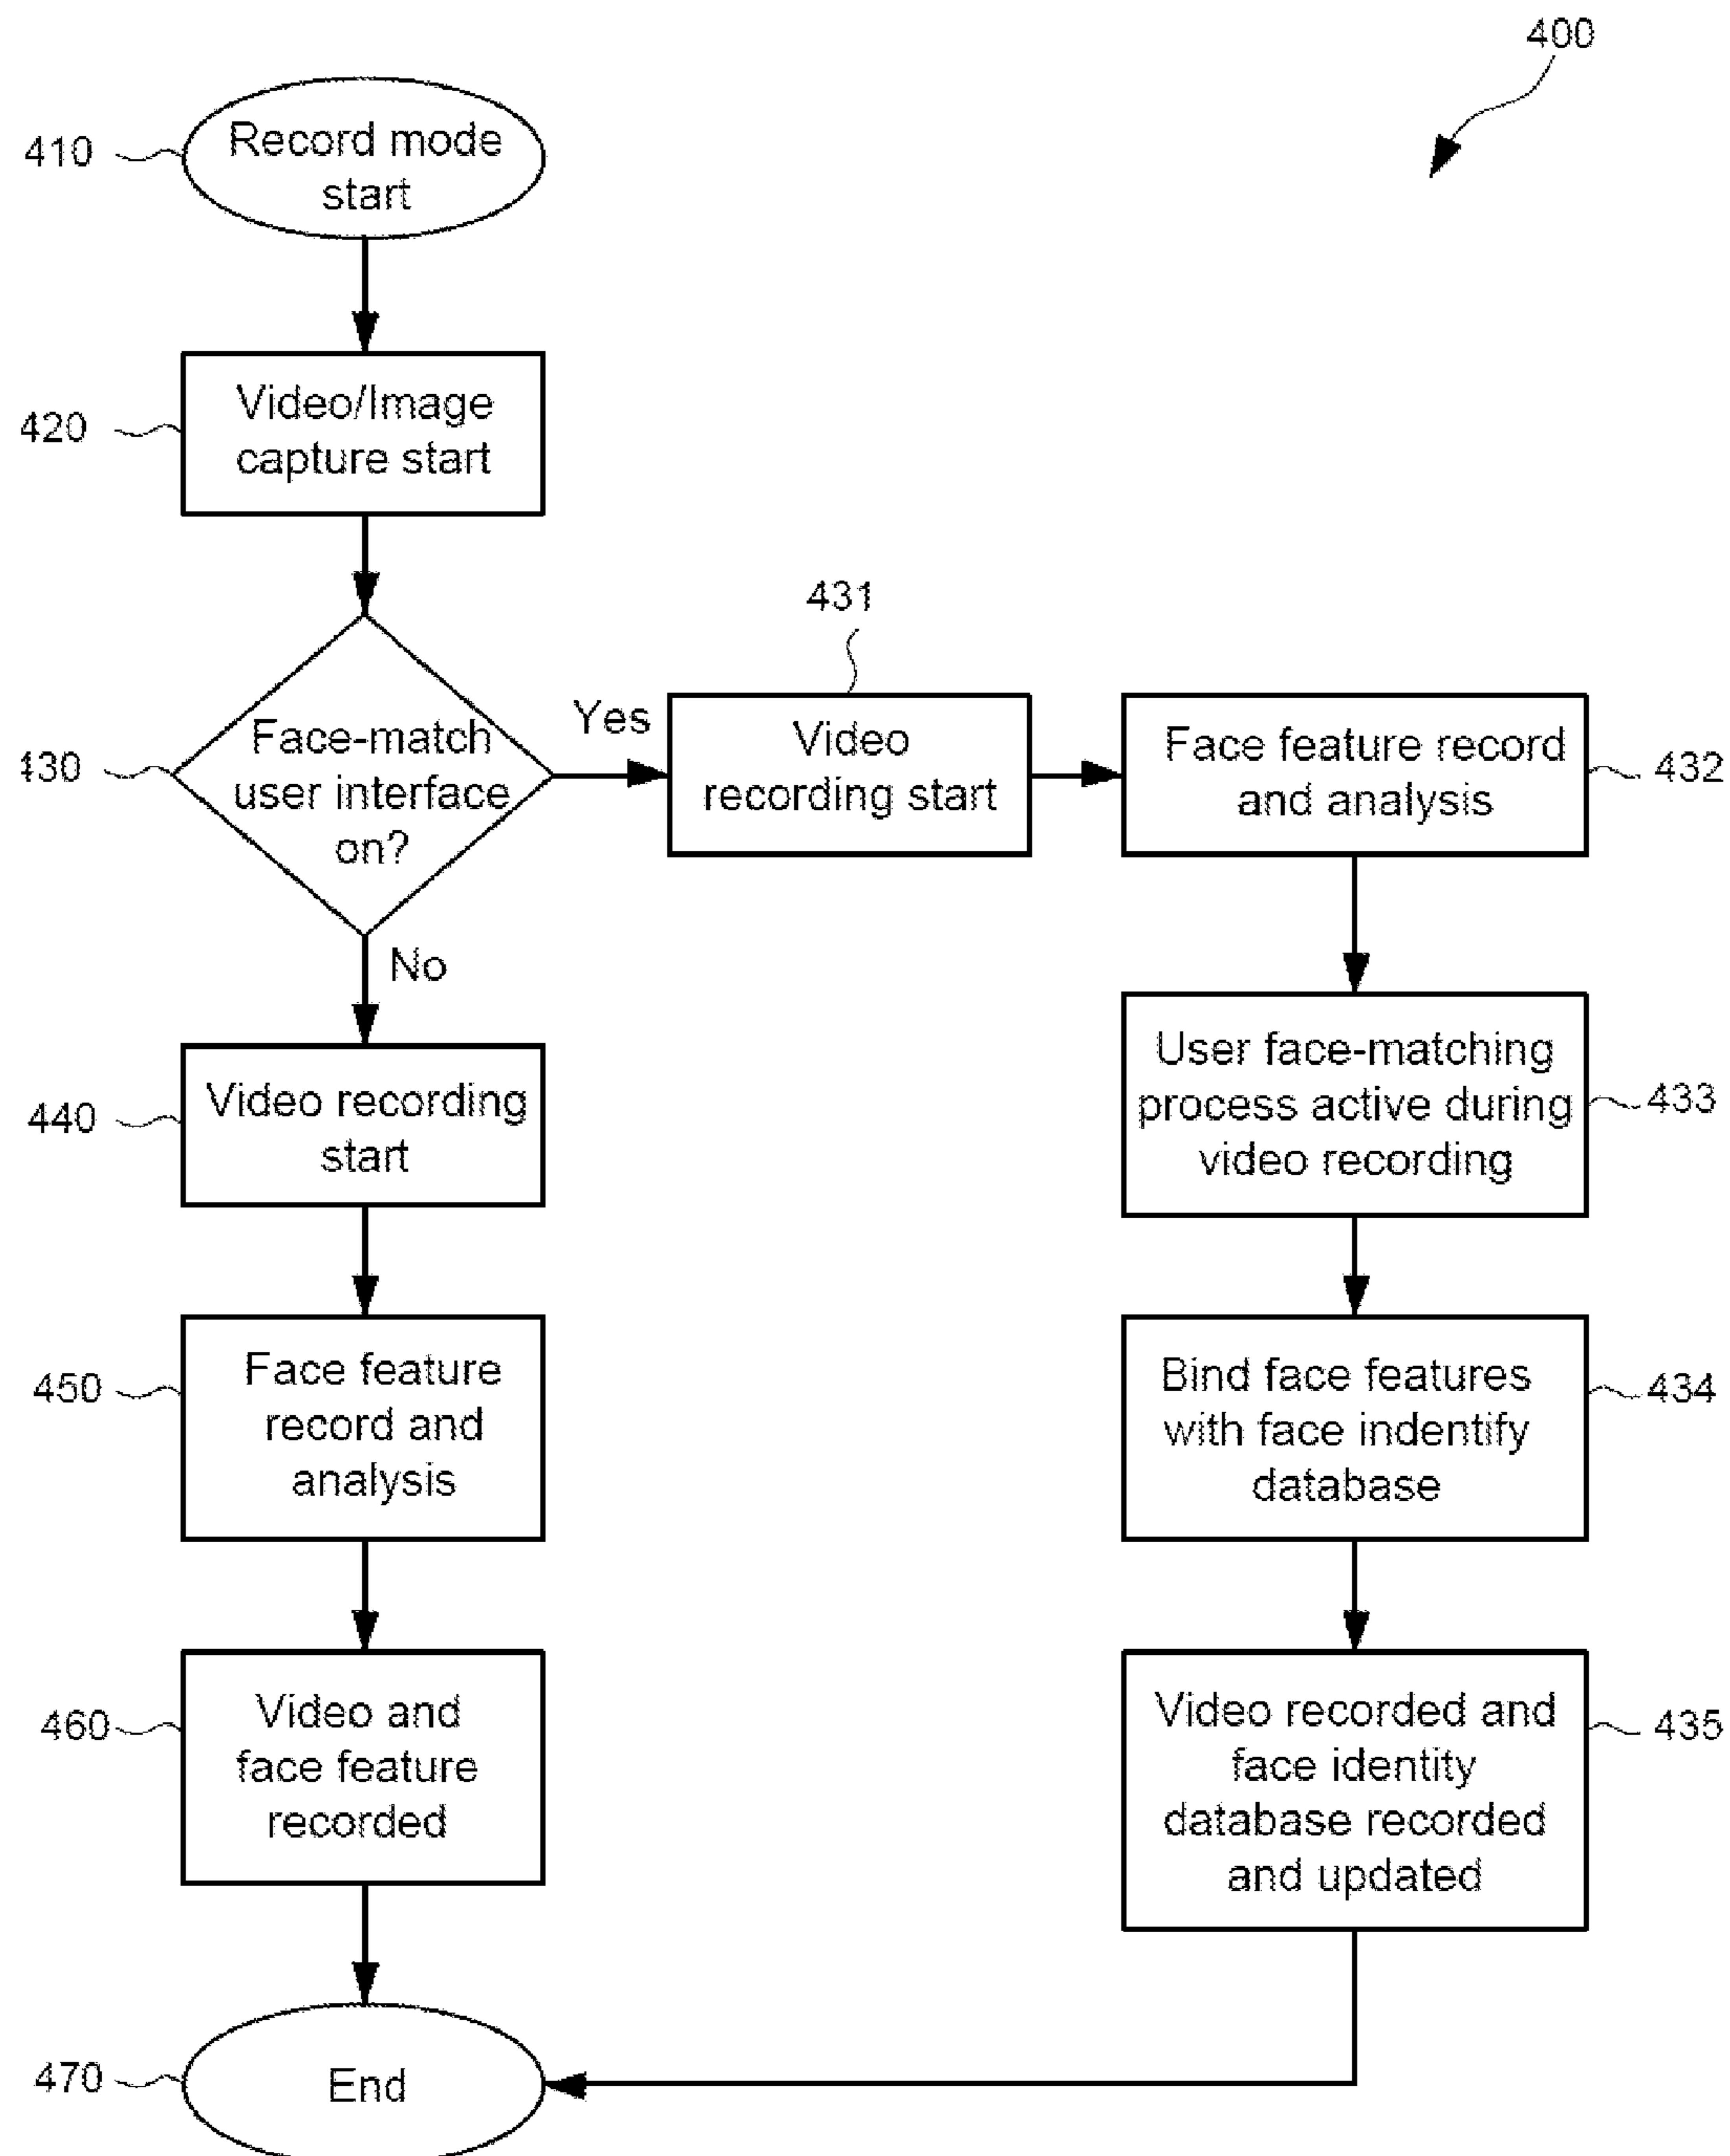 400
410
Record mode
start
420
Video/Image
capture start
430
Face-match
user interface
on?
Yes
No
431
Video
recording start
432
Face feature record
and analysis
433
User face-matching
process active during
video recording
434
Bind face features
with face indentify
database
435
Video recorded and
face identity
database recorded
and updated
440
Video recording
start
450
Face feature
record and
analysis
460
Video and
face feature
recorded
470
End